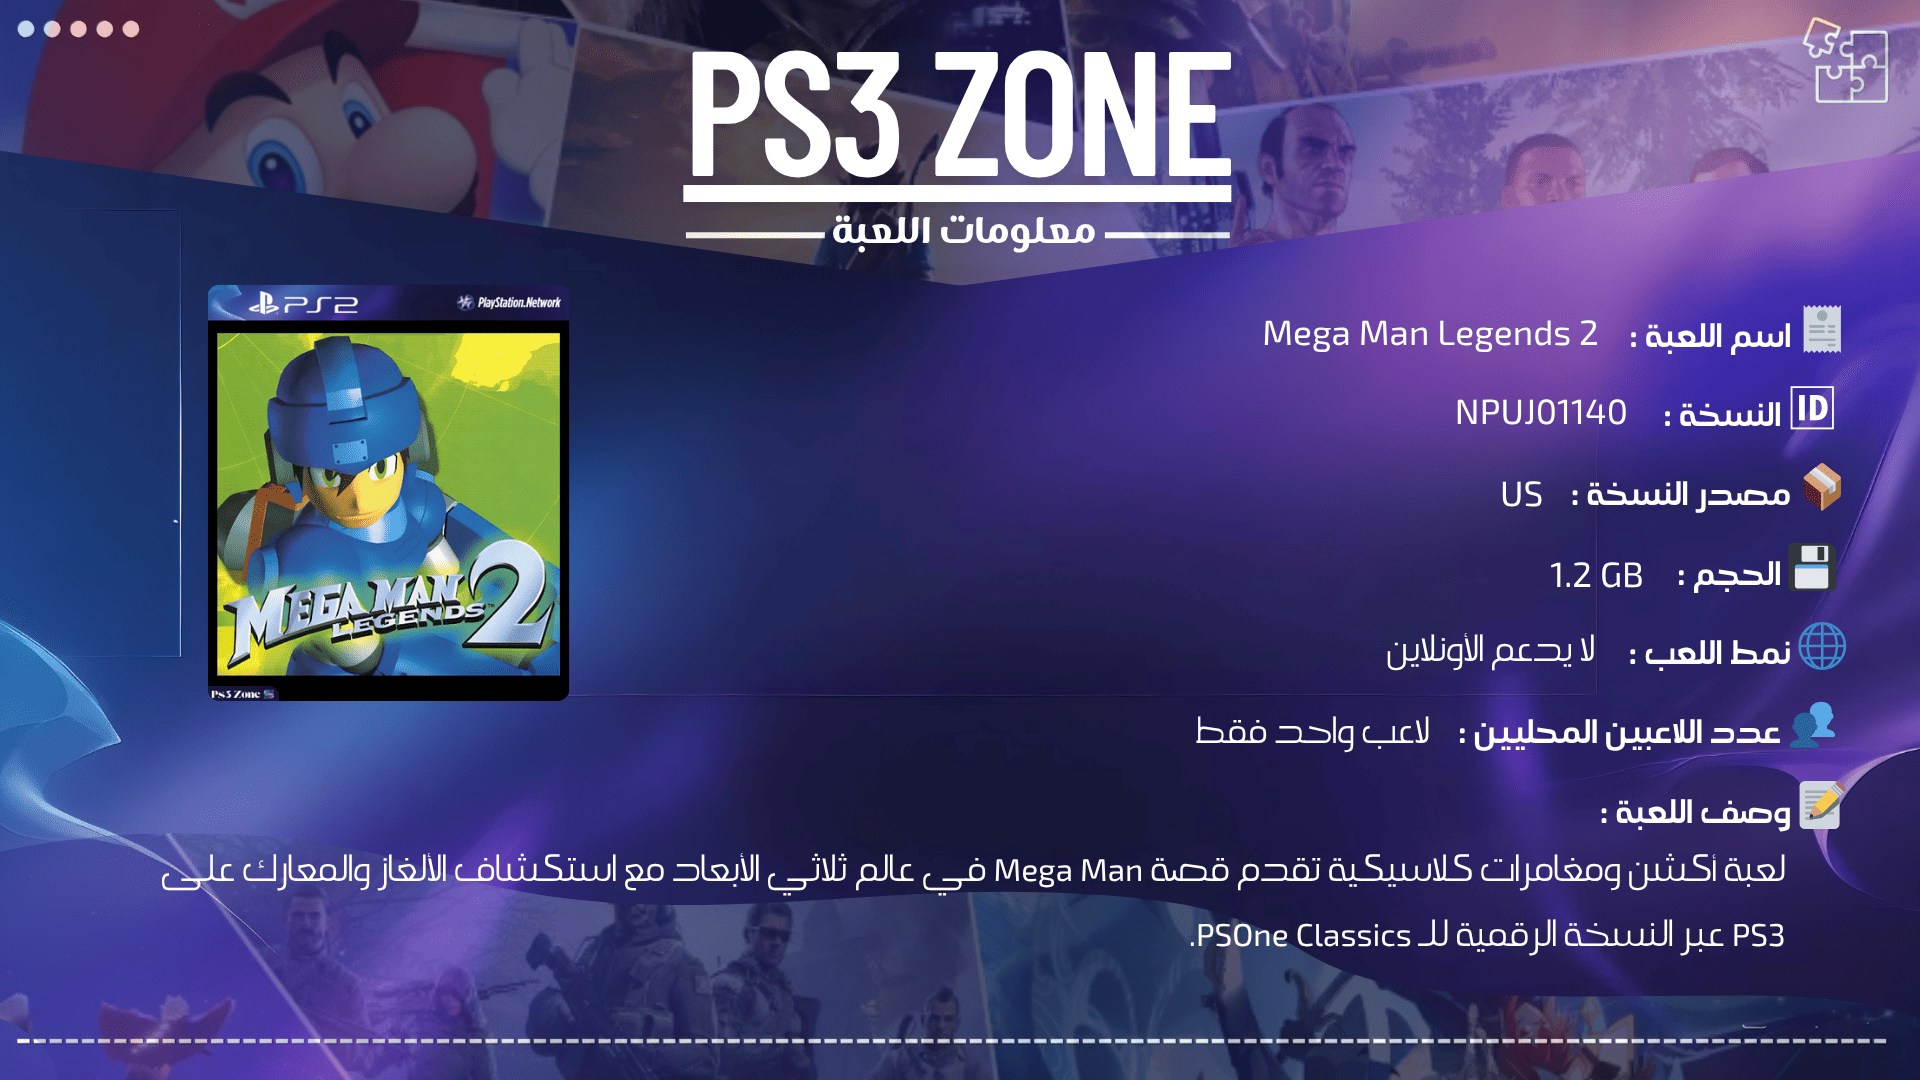 PS3 ZONE
معلومات اللعبة
PS2 PlayStation.Network
MEGA MAN
LEGENDS 2
Ps3 Zone
اسم اللعبة : Mega Man Legends 2
ID النسخة : NPUJ01140
مصدر النسخة : US
الحجم : 1.2 GB
نمط اللعب : لا يدعم الأونلاين
عدد اللاعبين المحليين : لاعب واحد فقط
وصف اللعبة :
لعبة أكشن ومغامرات كلاسيكية تقدم قصة Mega Man في عالم ثلاثي الأبعاد مع استكشاف الألغاز والمعارك على
PS3 عبر النسخة الرقمية للـ PSOne Classics.